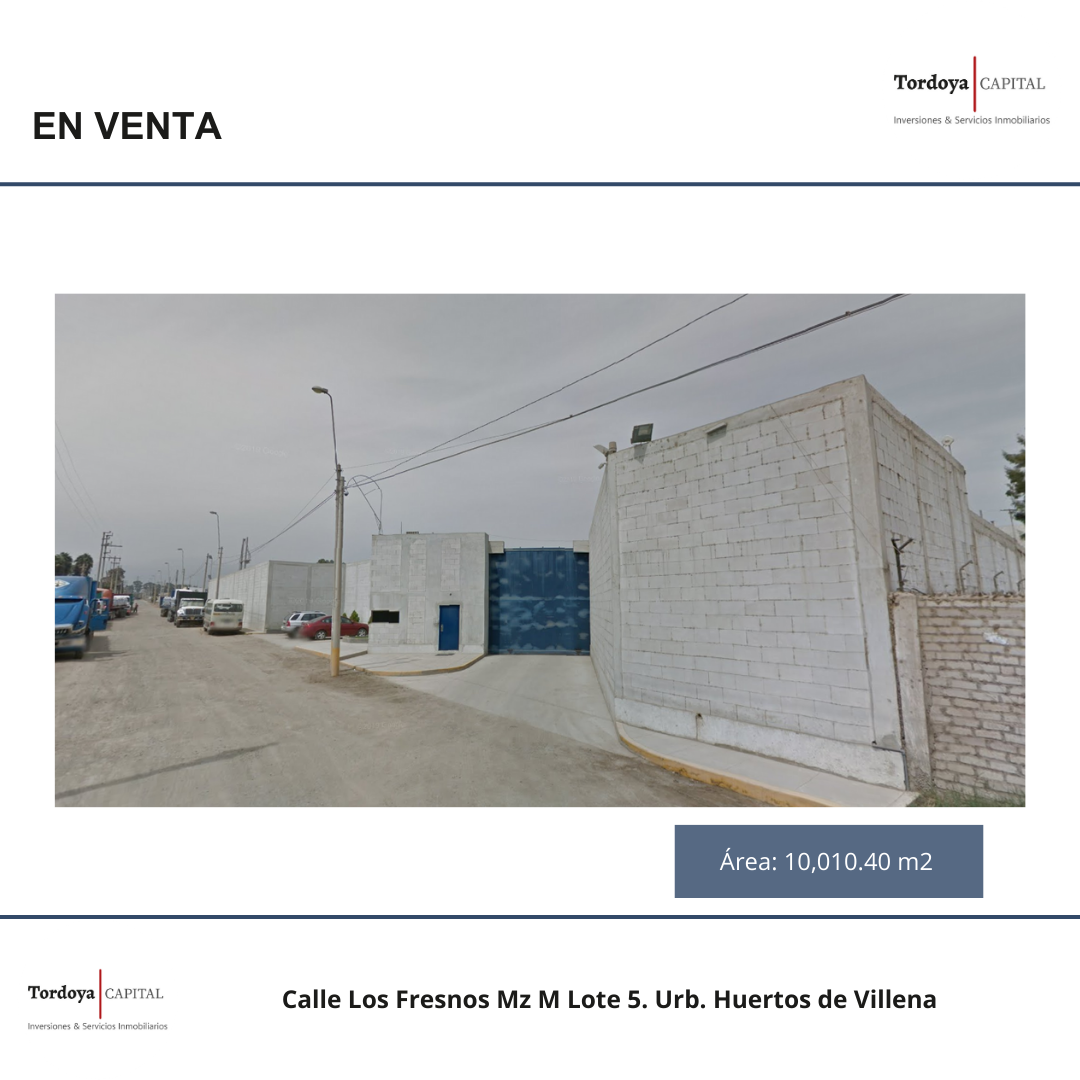 EN VENTA
Tordoya CAPITAL
Inversiones & Servicios Inmobiliarios
Área: 10,010.40 m2
Tordoya CAPITAL
Inversiones & Servicios Inmobiliarios
Calle Los Fresnos Mz M Lote 5. Urb. Huertos de Villena